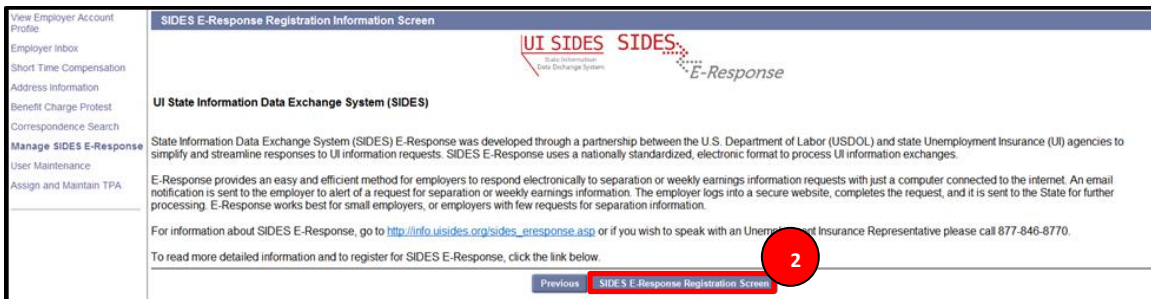 View Employer Account
Profile
Employer Inbox
Short Time Compensation
Address Information
Benefit Charge Protest
Correspondence Search
Manage SIDES E-Response
User Maintenance
Assign and Maintain TPA
SIDES E-Response Registration Information Screen
UI SIDES
State Information
Data Exchange System
SIDES
E-Response
UI State Information Data Exchange System (SIDES)
State Information Data Exchange System (SIDES) E-Response was developed through a partnership between the U.S. Department of Labor (USDOL) and state Unemployment Insurance (UI) agencies to
simplify and streamline responses to UI information requests. SIDES E-Response uses a nationally standardized, electronic format to process UI information exchanges.
E-Response provides an easy and efficient method for employers to respond electronically to separation or weekly earnings information requests with just a computer connected to the internet. An email
notification is sent to the employer to alert of a request for separation or weekly earnings information. The employer logs into a secure website, completes the request, and it is sent to the State for further
processing. E-Response works best for small employers, or employers with few requests for separation information.
For information about SIDES E-Response, go to http://info.uisides.org/sides_eresponse.asp or if you wish to speak with an Unemployment Insurance Representative please call 877-846-8770.
To read more detailed information and to register for SIDES E-Response, click the link below.
2
Previous SIDES E-Response Registration Screen